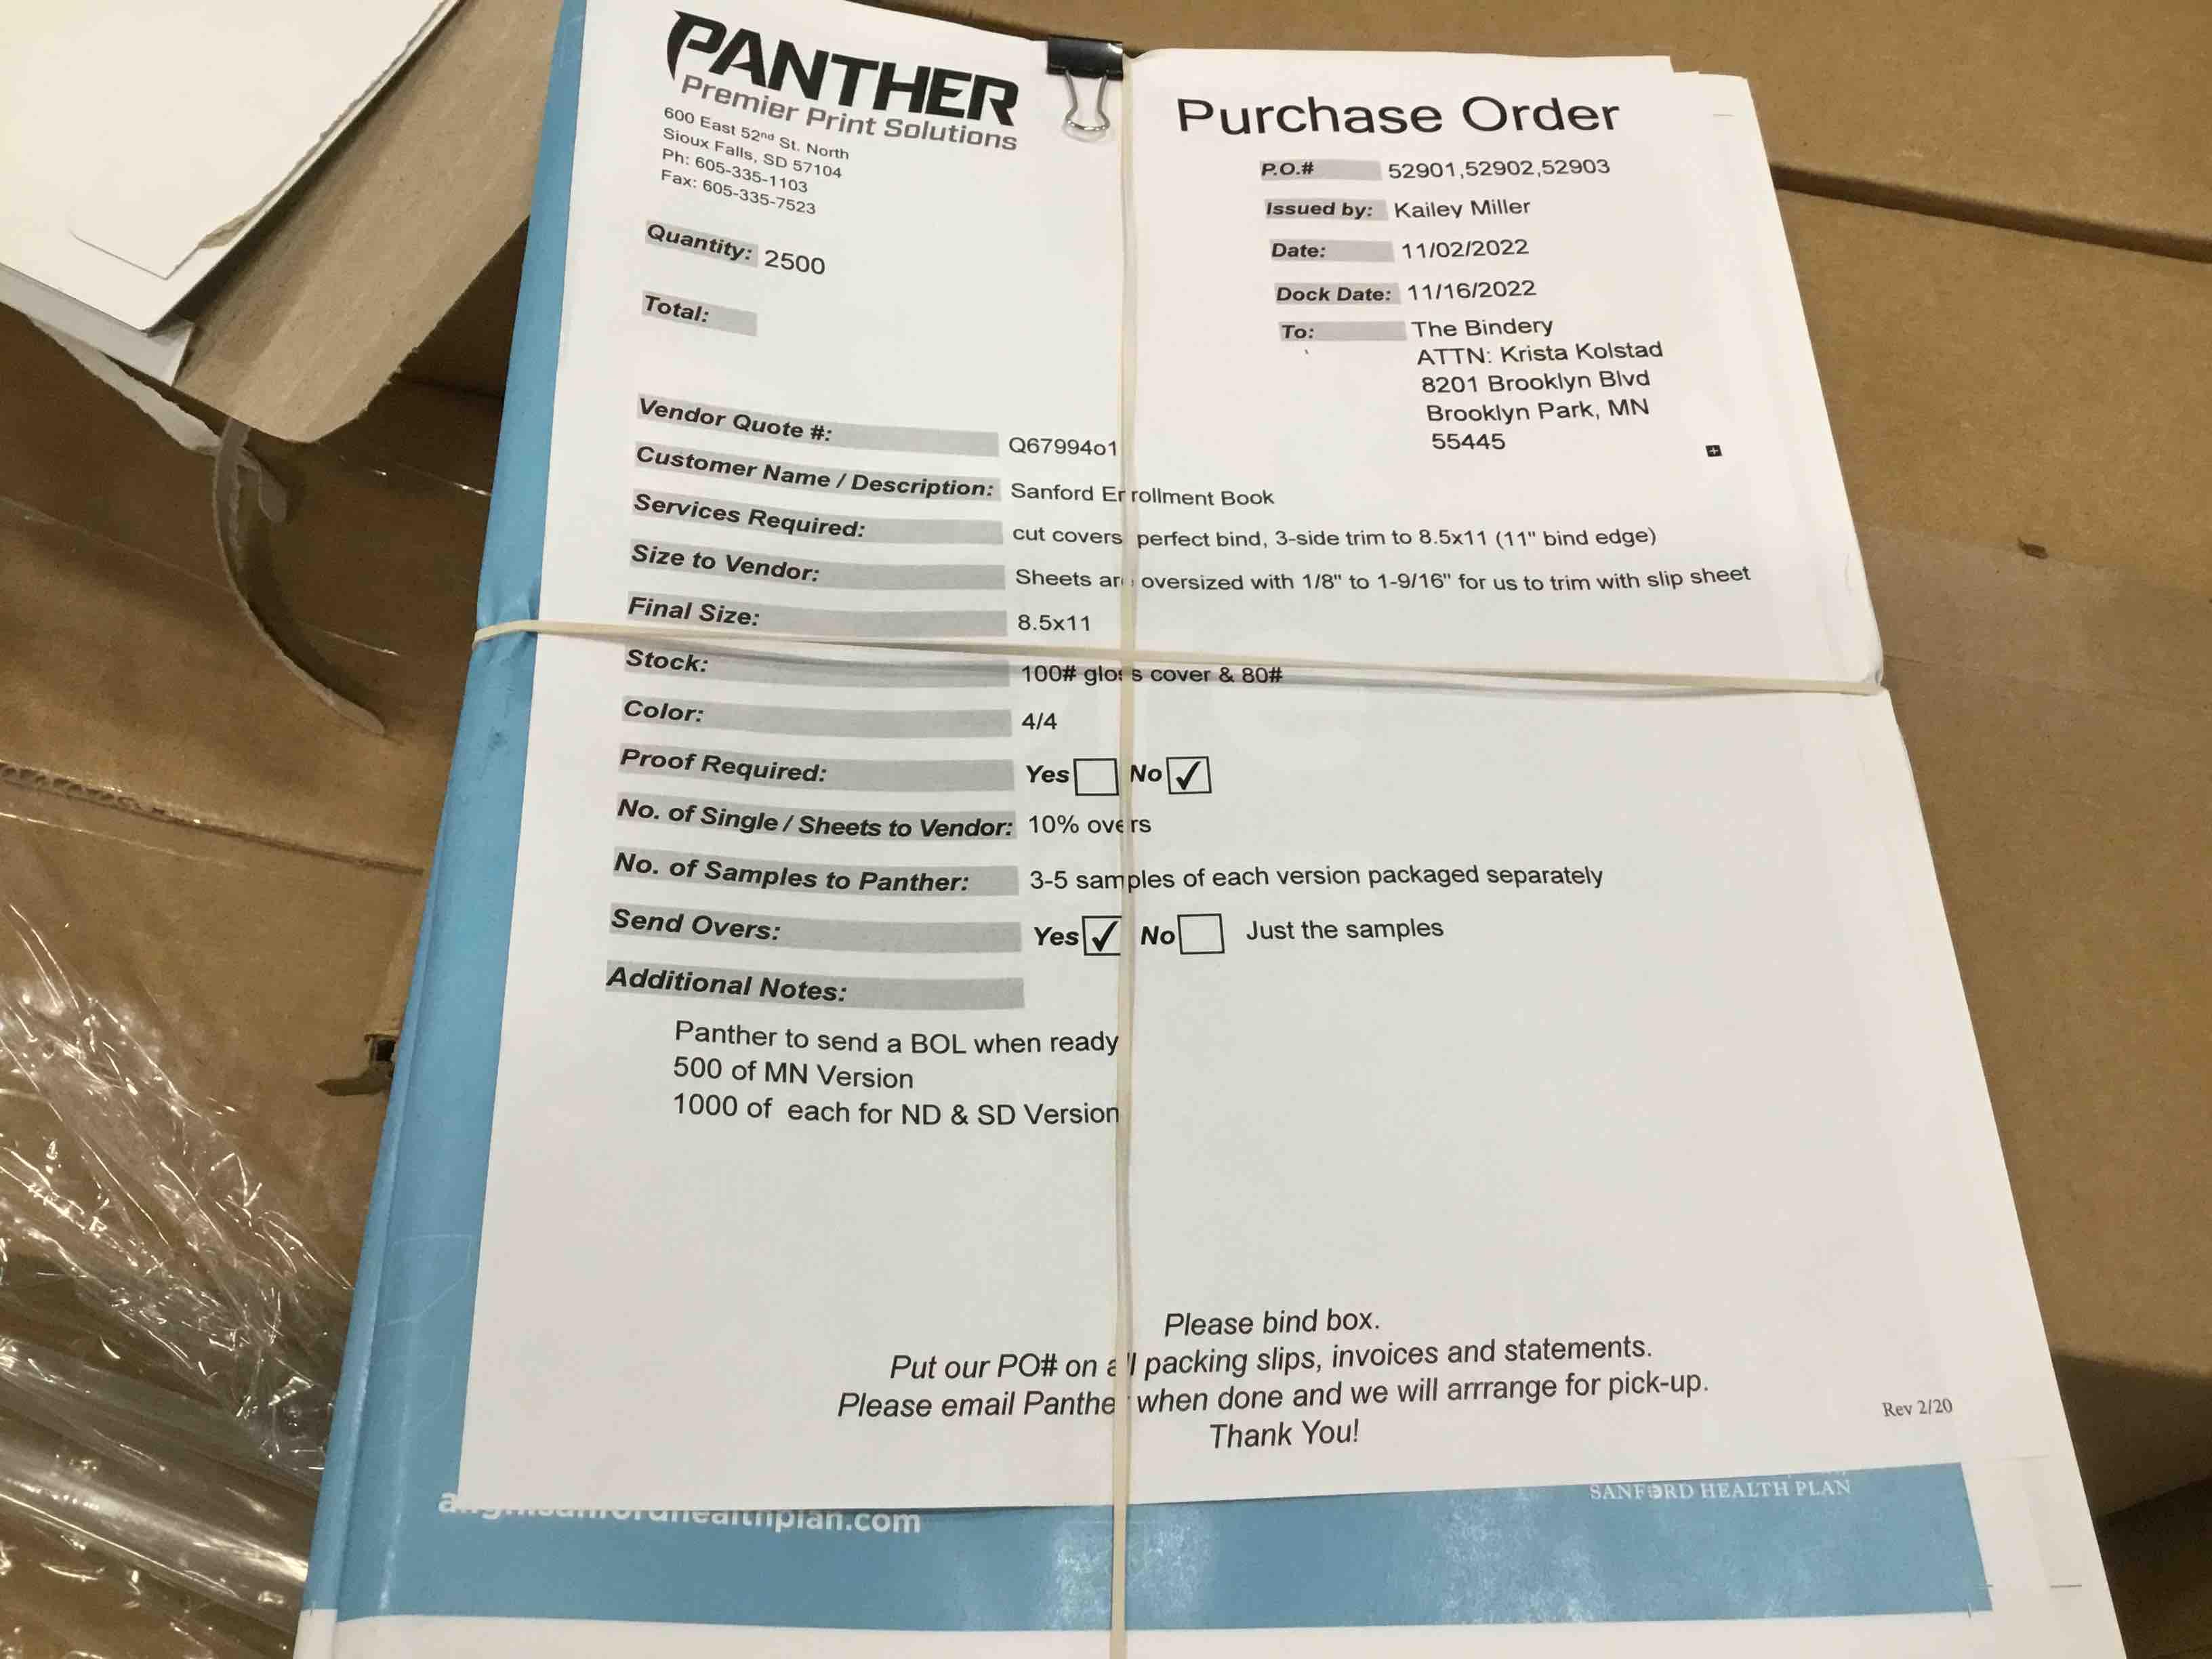 PANTHER
Premier Print Solutions
600 East 52nd St. North
Sioux Falls, SD 57104
Ph: 605-335-1103
Fax: 605-335-7523
Purchase Order
P.O.# 52901,52902,52903
Issued by: Kailey Miller
Date: 11/02/2022
Dock Date: 11/16/2022
To: The Bindery
ATTN: Krista Kolstad
8201 Brooklyn Blvd
Brooklyn Park, MN
55445
Quantity: 2500
Total:
Vendor Quote #: Q67994o1
Customer Name / Description: Sanford Enrollment Book
Services Required: cut covers perfect bind, 3-side trim to 8.5x11 (11" bind edge)
Size to Vendor: Sheets are oversized with 1/8" to 1-9/16" for us to trim with slip sheet
Final Size: 8.5x11
Stock: 100# gloss cover & 80#
Color: 4/4
Proof Required: Yes No ✓
No. of Single / Sheets to Vendor: 10% overs
No. of Samples to Panther: 3-5 samples of each version packaged separately
Send Overs: Yes ✓ No Just the samples
Additional Notes:
Panther to send a BOL when ready
500 of MN Version
1000 of each for ND & SD Version
Please bind box.
Put our PO# on all packing slips, invoices and statements.
Please email Panther when done and we will arrrange for pick-up.
Thank You!
Rev 2/20
SANFORD HEALTH PLAN